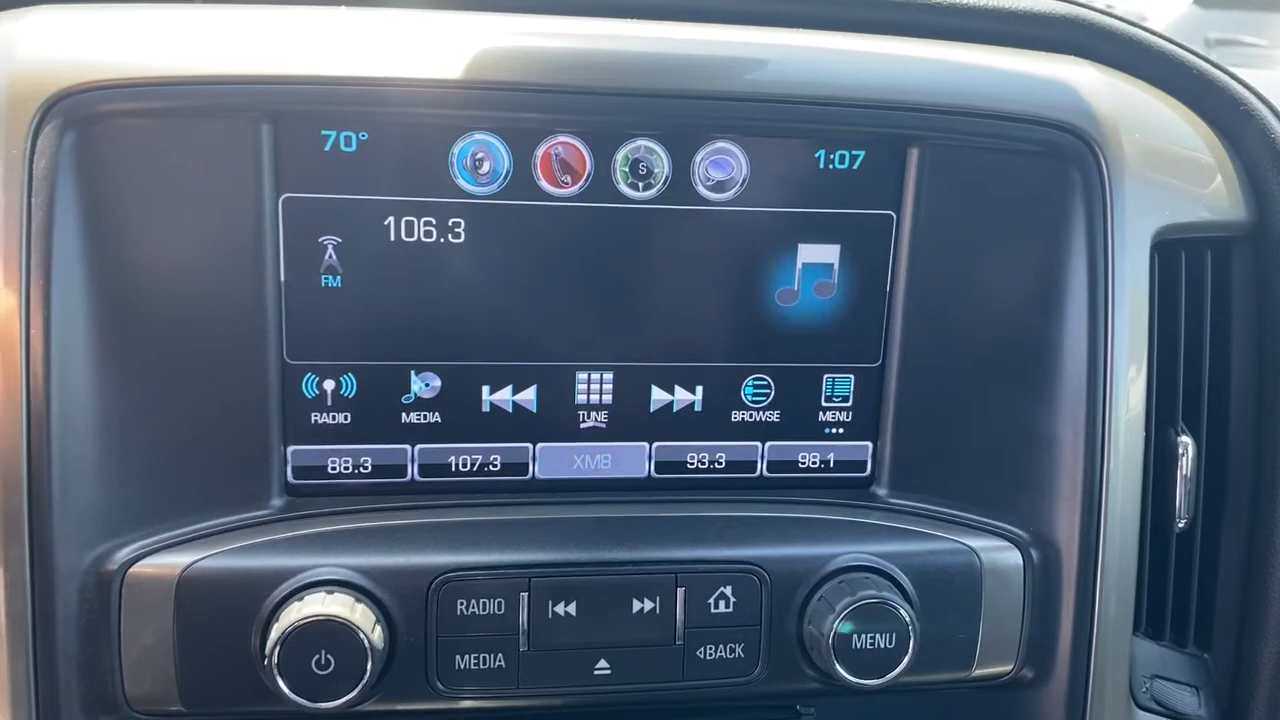 70°
S
1:07
106.3
FM
RADIO
MEDIA
TUNE
BROWSE
MENU
88.3
107.3
XM8
93.3
98.1
RADIO
MEDIA
BACK
MENU